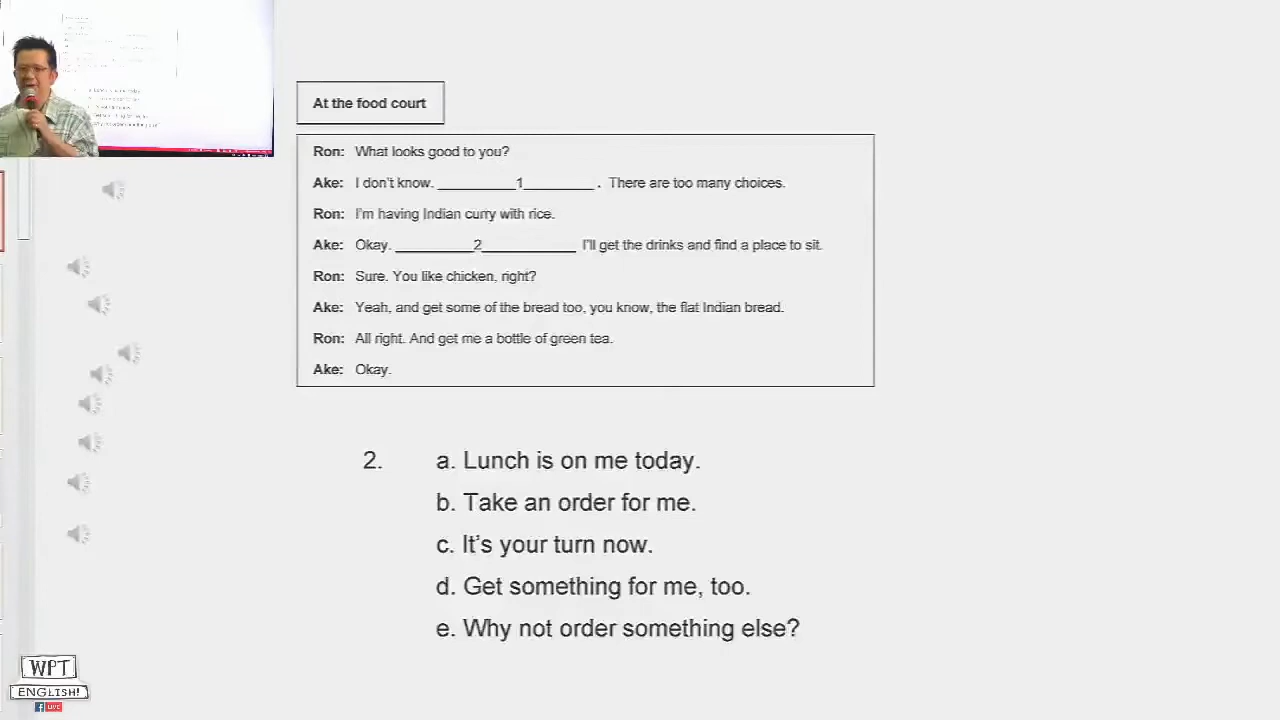 At the food court
Ron: What looks good to you?
Ake: I don't know. __________1_________ . There are too many choices.
Ron: I'm having Indian curry with rice.
Ake: Okay. __________2____________ I'll get the drinks and find a place to sit.
Ron: Sure. You like chicken, right?
Ake: Yeah, and get some of the bread too, you know, the flat Indian bread.
Ron: All right. And get me a bottle of green tea.
Ake: Okay.
2. a. Lunch is on me today.
b. Take an order for me.
c. It's your turn now.
d. Get something for me, too.
e. Why not order something else?
WPT
ENGLISH!
f LIVE